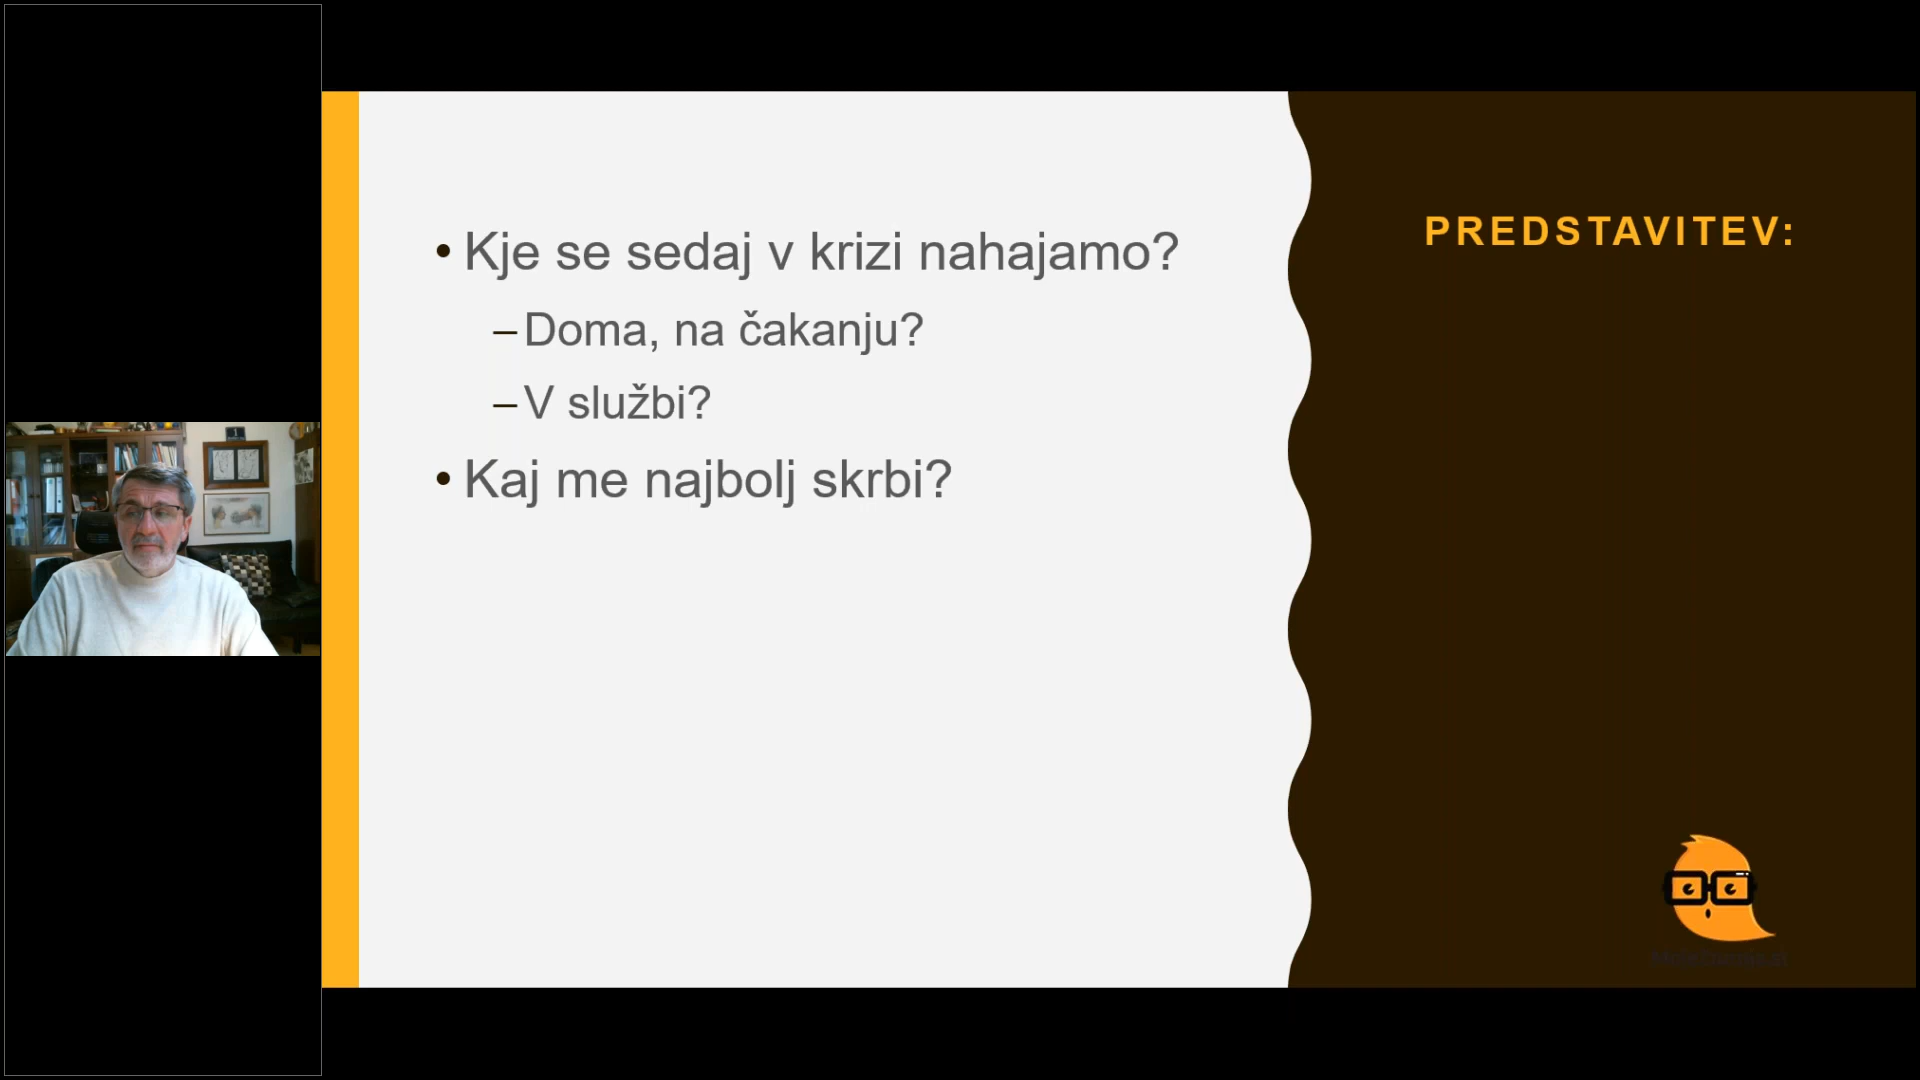 • Kje se sedaj v krizi nahajamo?
– Doma, na čakanju?
– V službi?
• Kaj me najbolj skrbi?
PREDSTAVITEV: